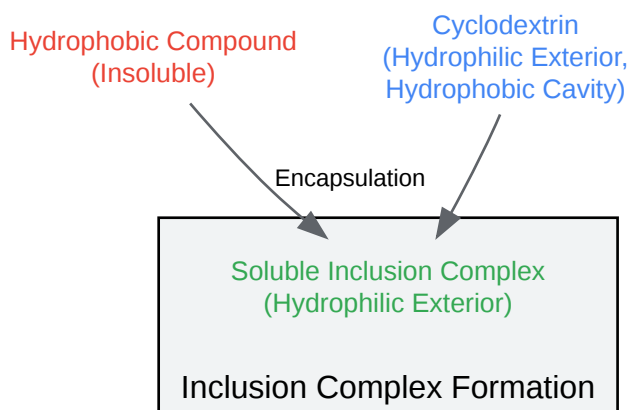 Hydrophobic Compound
(Insoluble)
Cyclodextrin
(Hydrophilic Exterior,
Hydrophobic Cavity)
Encapsulation
Soluble Inclusion Complex
(Hydrophilic Exterior)
Inclusion Complex Formation